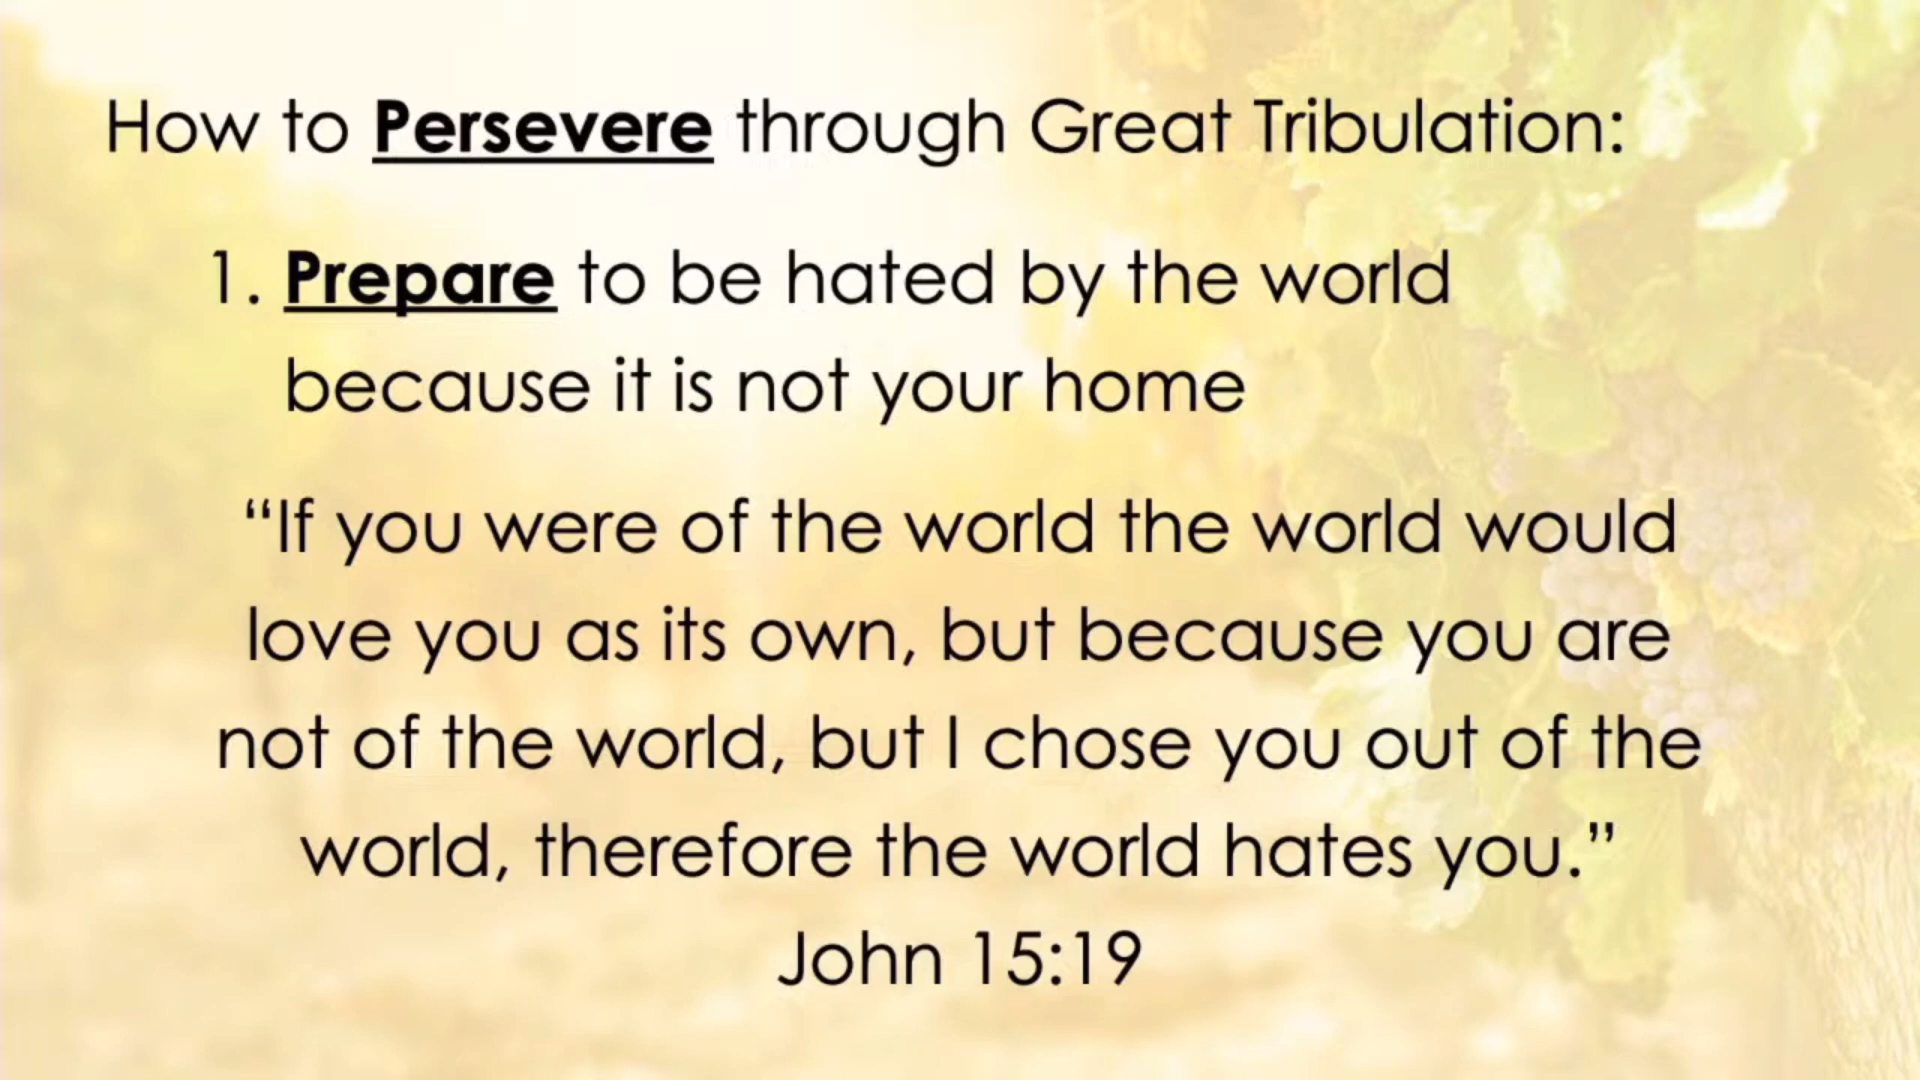 How to Persevere through Great Tribulation:
1. Prepare to be hated by the world
because it is not your home
“If you were of the world the world would
love you as its own, but because you are
not of the world, but I chose you out of the
world, therefore the world hates you.”
John 15:19